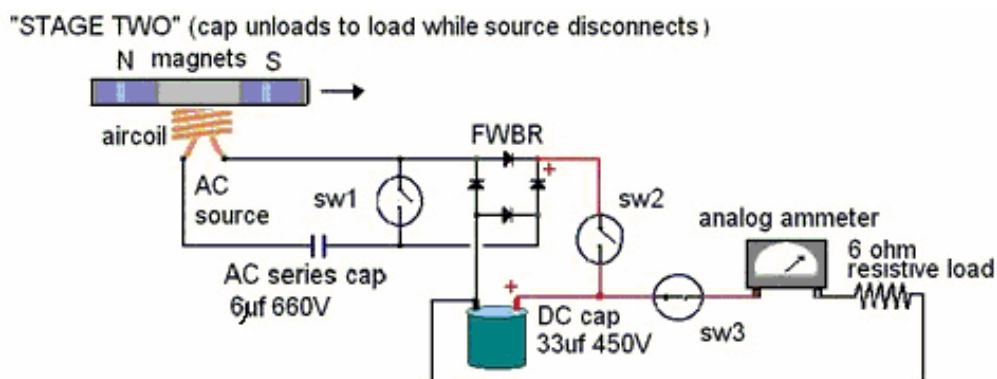 "STAGE TWO" (cap unloads to load while source disconnects)
N magnets S
aircoil
FWBR
+
AC
source
sw1
sw2
analog ammeter
6 ohm
resistive load
AC series cap
6µf 660V
+
DC cap
33uf 450V
sw3